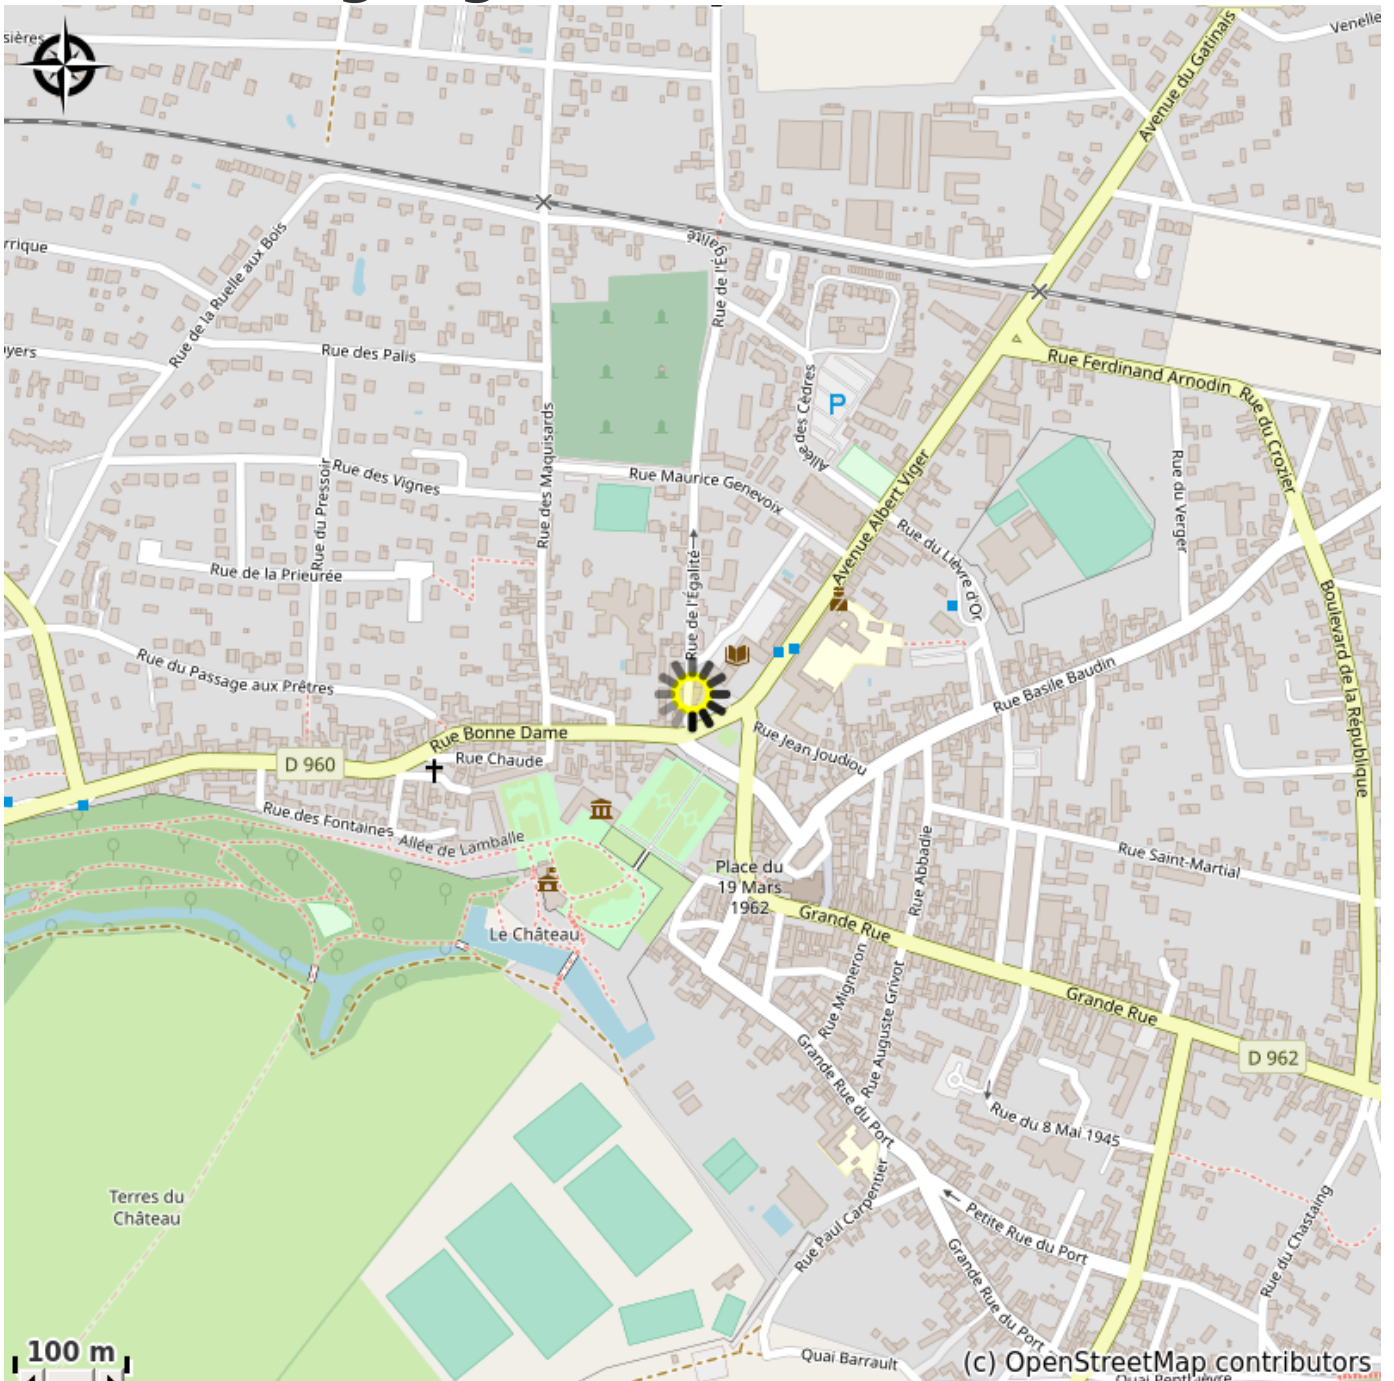 Venelle
sières
Avenue du Gatinais
rrique
Rue de la Ruelle aux Bois
Rue de l'Égalité
yers
Rue des Palis
Rue Ferdinand Arnodin
Rue du Crozier
P
Allée des Cèdres
Rue des Maquisards
Rue Maurice Genevoix
Rue des Vignes
Rue du Pressoir
Avenue Albert Viger
Rue du Verger
Rue du Lièvre d'Or
Rue de la Prieurée
Rue de l'Égalité
Boulevard de la République
Rue du Passage aux Prêtres
Rue Basile Baudin
Rue Bonne Dame
Rue Jean Joudiou
D 960
Rue Chaude
Rue des Fontaines
Allée de Lamballe
Rue Saint-Martial
Rue Abbadie
Place du
19 Mars
1962
Grande Rue
Le Château
Rue Migneron
Rue Auguste Grivot
Grande Rue
D 962
Grande Rue du Port
Rue du 8 Mai 1945
Terres du
Château
Rue Paul Carpentier
Petite Rue du Port
Rue du Chastaing
Grande Rue du Port
100 m
Quai Barrault
(c) OpenStreetMap contributors